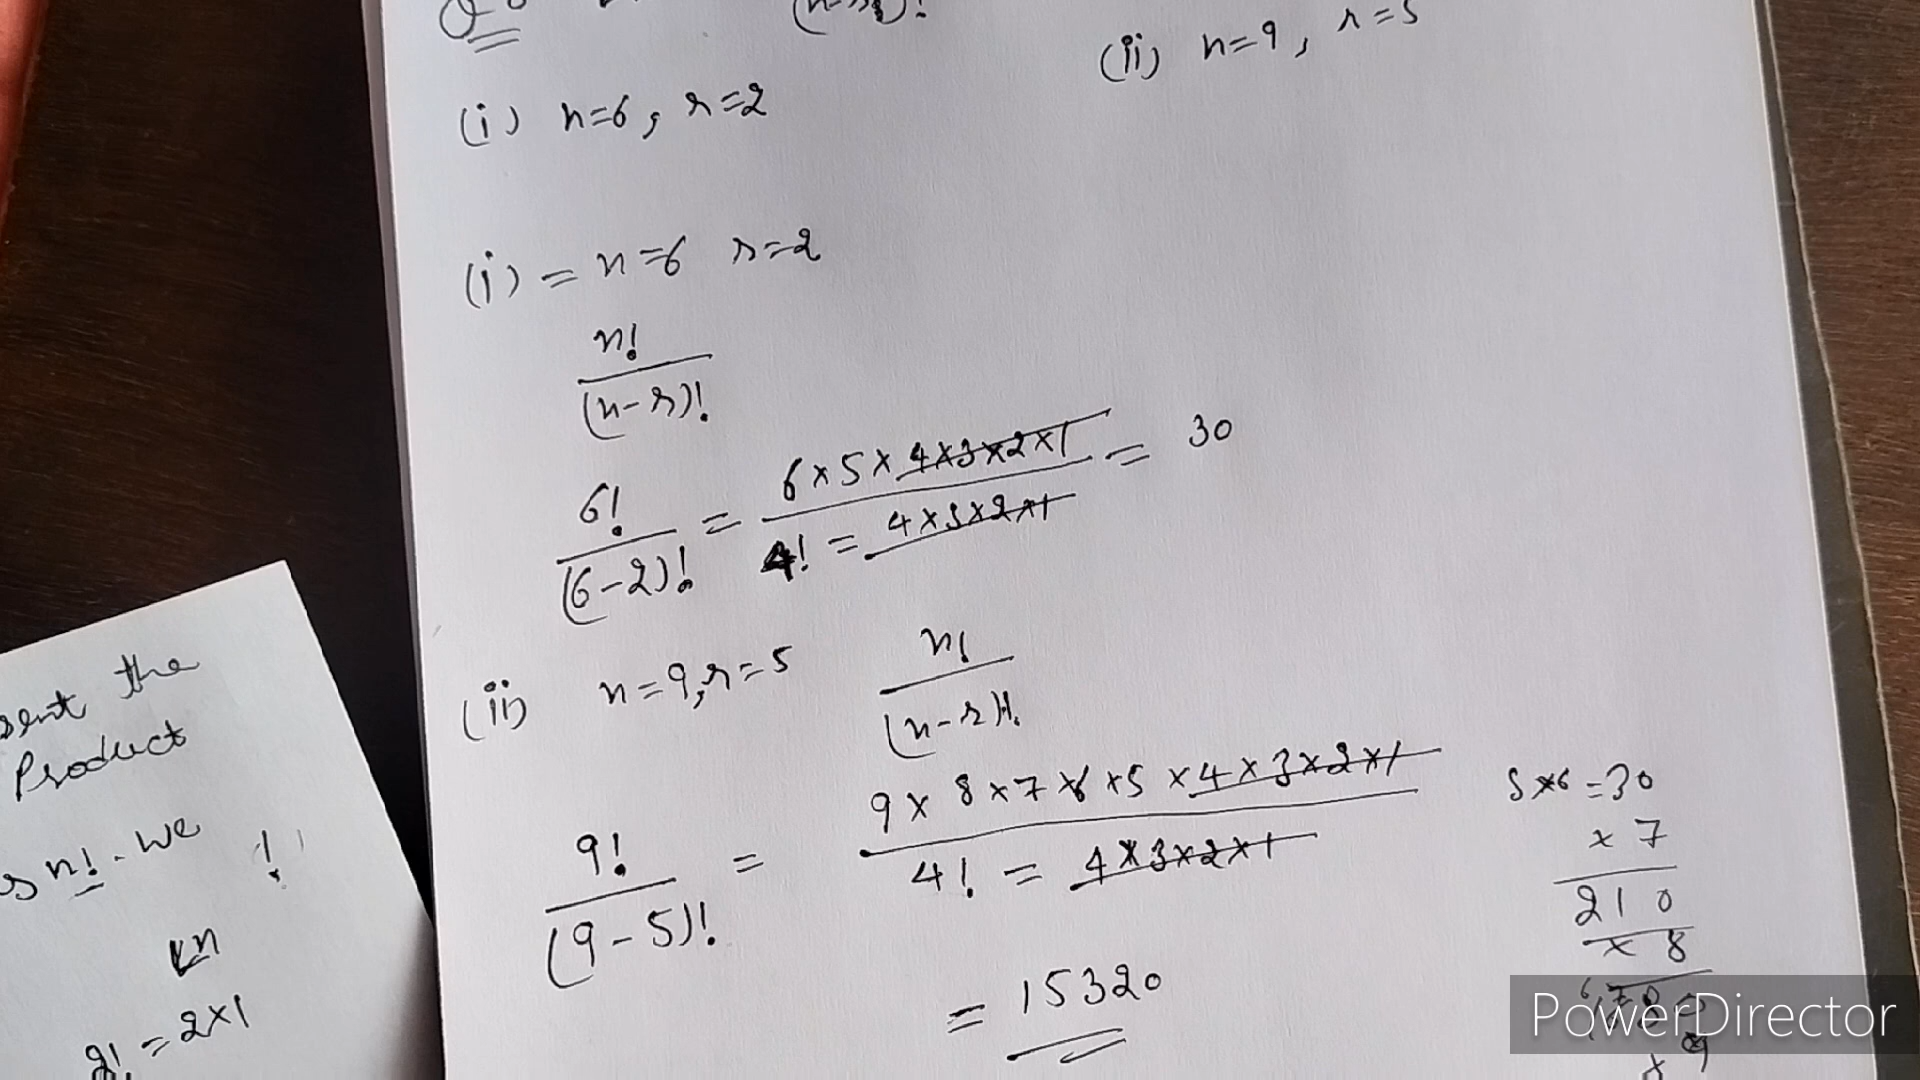 (n-r)!
(i) n=6, r=2
(ii) n=9, r=5
(i) = n=6 r=2
n!
(n-r)!
6! = 6×5×4×3×2×1 = 30
(6-2)! 4! = 4×3×2×1
(ii) n=9, r=5 n!
(n-r)!
9! = 9×8×7×6×5×4×3×2×1
(9-5)! 4! = 4×3×2×1
= 15320
5×6=30
×7
210
×8
×9
the
Product
n! - we
!
n
2! = 2×1
PowerDirector